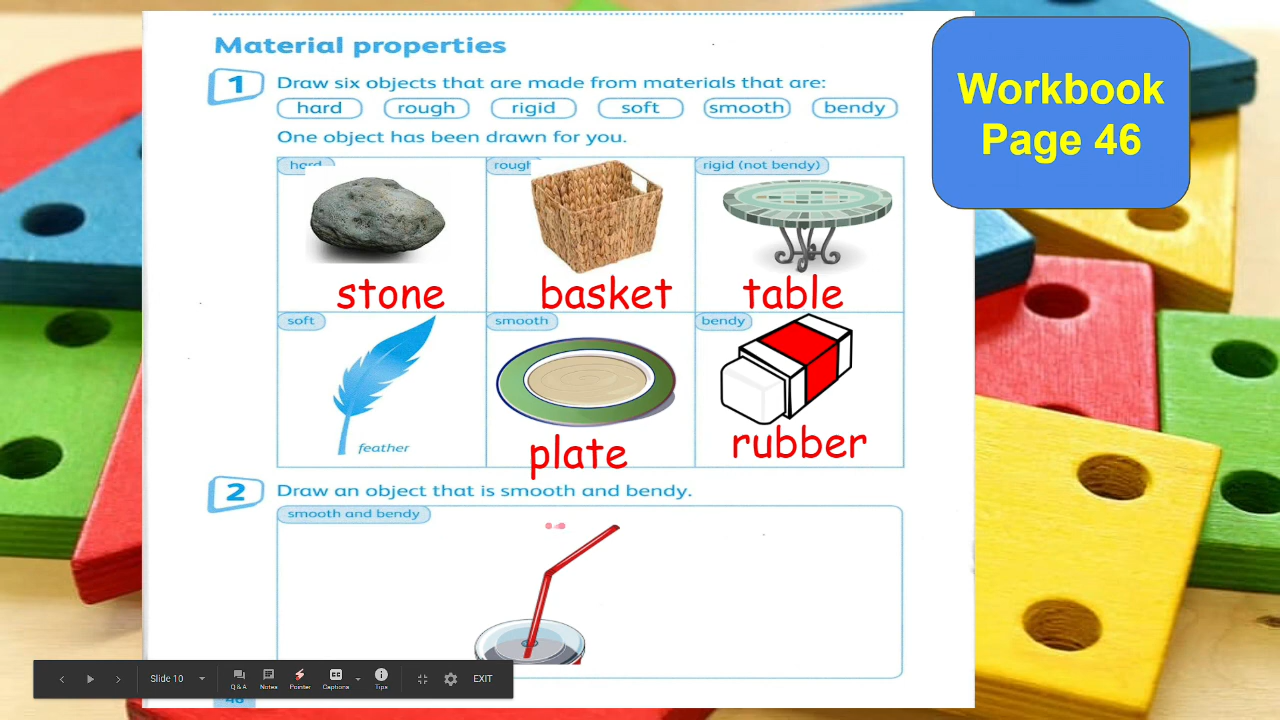 Material properties
1 Draw six objects that are made from materials that are:
hard rough rigid soft smooth bendy
One object has been drawn for you.
hard rough rigid (not bendy)
stone basket table
soft smooth bendy
feather
plate rubber
2 Draw an object that is smooth and bendy.
smooth and bendy
46
Workbook
Page 46
Slide 10 Q&A Notes Pointer Captions Tips EXIT
CC